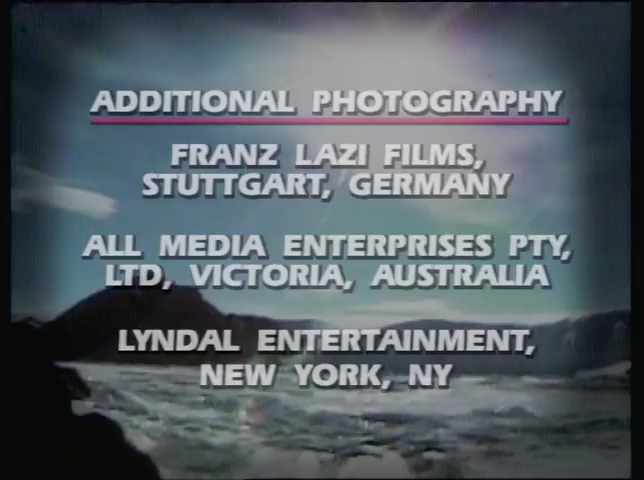 ADDITIONAL PHOTOGRAPHY
FRANZ LAZI FILMS,
STUTTGART, GERMANY
ALL MEDIA ENTERPRISES PTY,
LTD, VICTORIA, AUSTRALIA
LYNDAL ENTERTAINMENT,
NEW YORK, NY